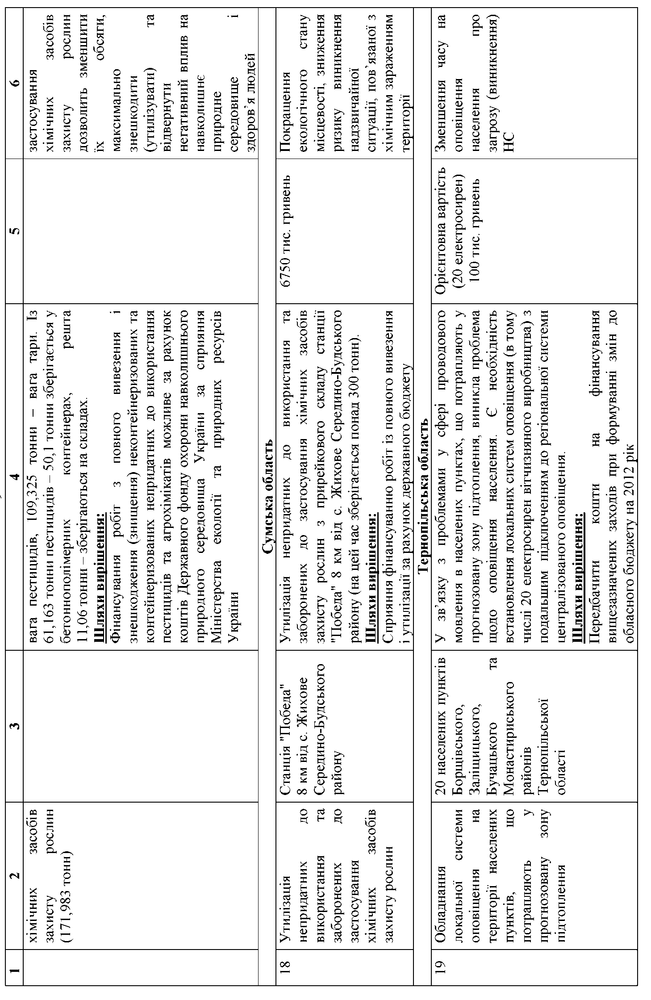 1
2
3
4
5
6
хімічних засобів
захисту рослин
(171,983 тонн)
вага пестицидів, 109,325 тонни – вага тари. Із
61,163 тонни пестицидів – 50,1 тонни зберігається у
бетоннополімерних контейнерах, решта
11,06 тонни – зберігаються на складах.
Шляхи вирішення:
Фінансування робіт з повного вивезення і
знешкодження (знищення) неконтейнеризованих та
контейнеризованих непридатних до використання
пестицидів та агрохімікатів можливе за рахунок
коштів Державного фонду охорони навколишнього
природного середовища України за сприяння
Міністерства екології та природних ресурсів
України
застосування
хімічних засобів
захисту рослин
дозволить зменшити
їх обсяги,
максимально
знешкодити
(утилізувати) та
відвернути
негативний вплив на
навколишнє
природне
середовище і
здоров’я людей
Сумська область
18
Утилізація
непридатних до
використання та
заборонених до
застосування
хімічних засобів
захисту рослин
Станція "Победа"
8 км від с. Жихове
Середино-Будського
району
Утилізація непридатних до використання та
заборонених до застосування хімічних засобів
захисту рослин з прирейкового складу станції
"Победа" 8 км від с. Жихове Середино-Будського
району (на цей час зберігається понад 300 тонн).
Шляхи вирішення:
Сприяння фінансуванню робіт із повного вивезення
і утилізації за рахунок державного бюджету
6750 тис. гривень
Покращення
екологічного стану
місцевості, зниження
ризику виникнення
надзвичайної
ситуації, пов’язаної з
хімічним зараженням
території
Тернопільська область
19
Обладнання
локальної системи
оповіщення на
території населених
пунктів, що
потрапляють у
прогнозовану зону
підтоплення
20 населених пунктів
Борщівського,
Заліщицького,
Бучацького та
Монастириського
районів
Тернопільської
області
У зв’язку з проблемами у сфері проводового
мовлення в населених пунктах, що потрапляють у
прогнозовану зону підтоплення, виникла проблема
щодо оповіщення населення. Є необхідність
встановлення локальних систем оповіщення (в тому
числі 20 електросирен вітчизняного виробництва) з
подальшим підключенням до регіональної системи
централізованого оповіщення.
Шляхи вирішення:
Передбачити кошти на фінансування
вищезазначених заходів при формуванні змін до
обласного бюджету на 2012 рік
Орієнтовна вартість
(20 електросирен)
100 тис. гривень
Зменшення часу на
оповіщення
населення про
загрозу (виникнення)
НС